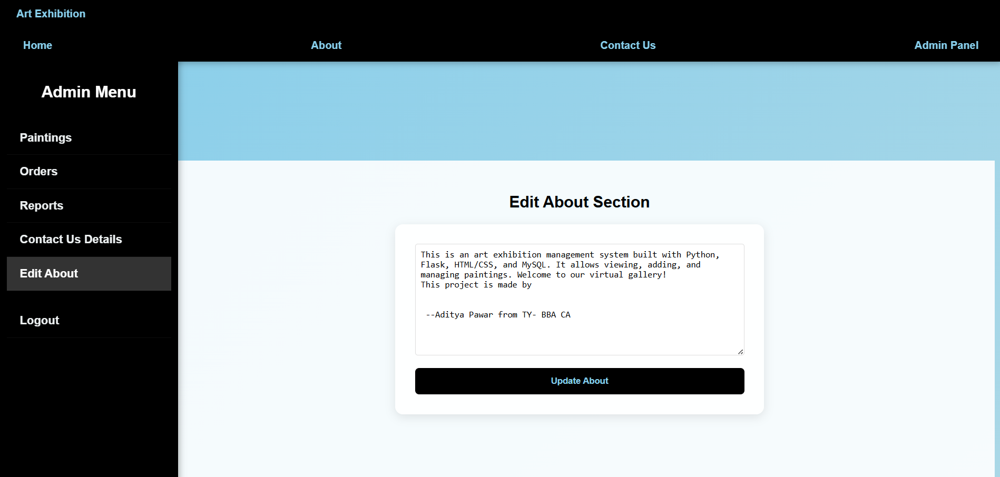 Art Exhibition
Home
About
Contact Us
Admin Panel
Admin Menu
Paintings
Orders
Reports
Contact Us Details
Edit About
Logout
Edit About Section
This is an art exhibition management system built with Python,
Flask, HTML/CSS, and MySQL. It allows viewing, adding, and
managing paintings. Welcome to our virtual gallery!
This project is made by
--Aditya Pawar from TY- BBA CA
Update About